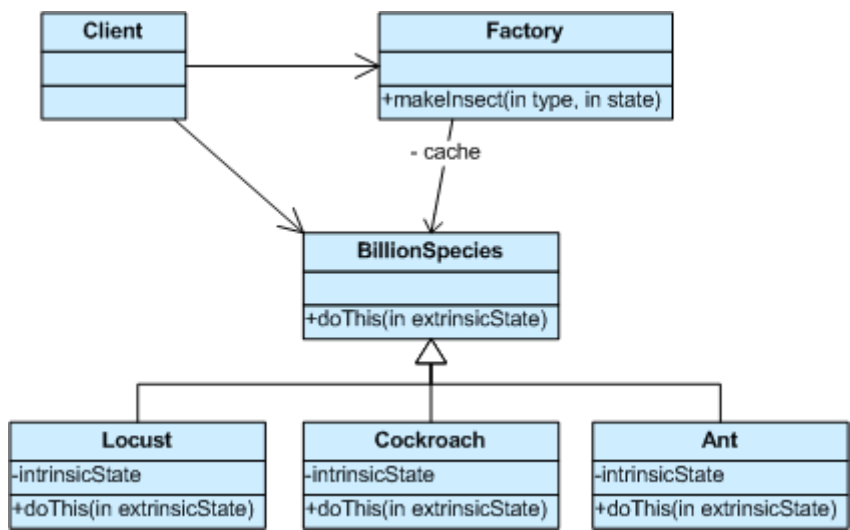 Client
Factory
+makeInsect(in type, in state)
- cache
BillionSpecies
+doThis(in extrinsicState)
Locust
-intrinsicState
+doThis(in extrinsicState)
Cockroach
-intrinsicState
+doThis(in extrinsicState)
Ant
-intrinsicState
+doThis(in extrinsicState)